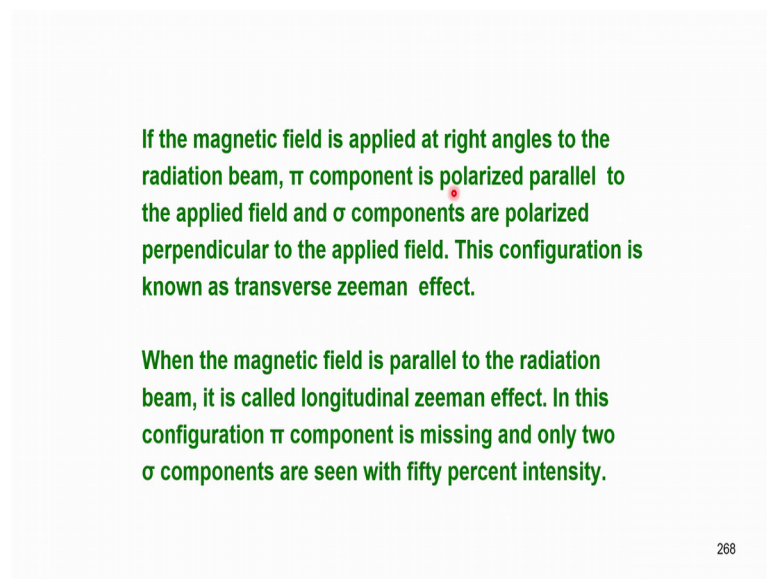 If the magnetic field is applied at right angles to the
radiation beam, π component is polarized parallel to
the applied field and σ components are polarized
perpendicular to the applied field. This configuration is
known as transverse zeeman effect.
When the magnetic field is parallel to the radiation
beam, it is called longitudinal zeeman effect. In this
configuration π component is missing and only two
σ components are seen with fifty percent intensity.
268